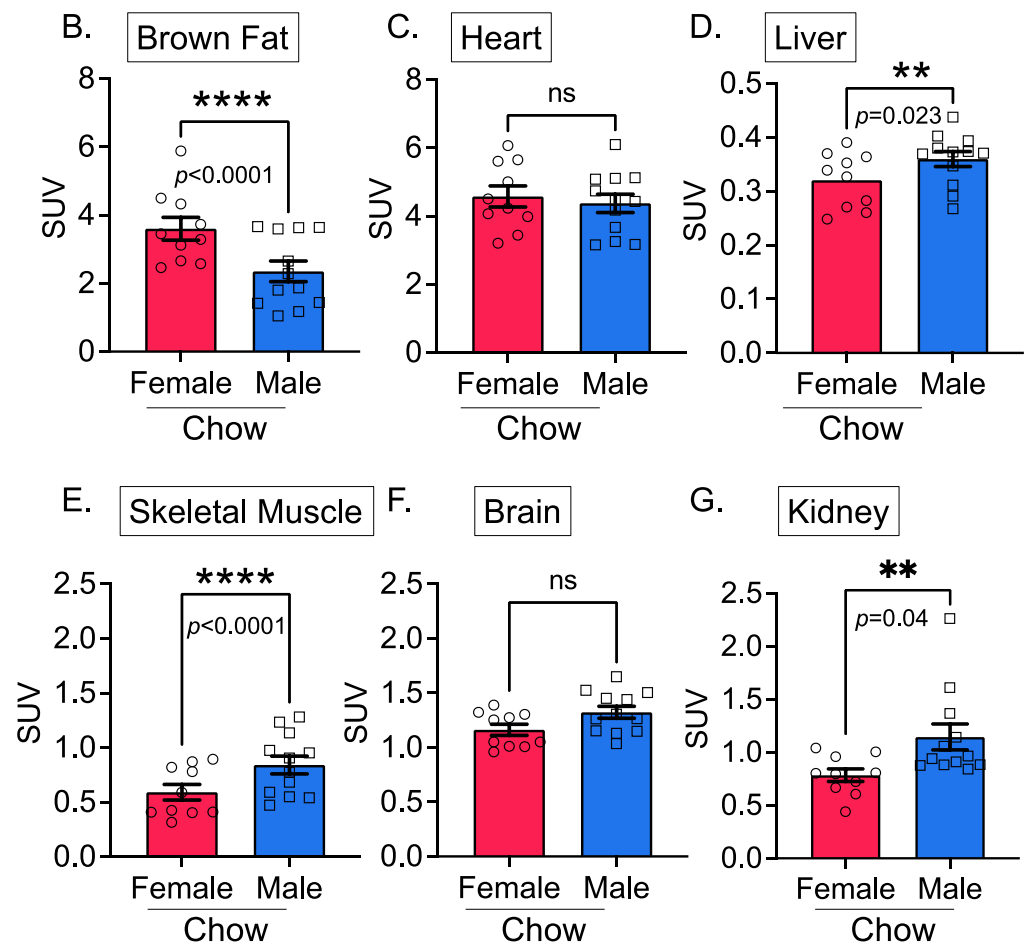 B. Brown Fat
SUV
8
6
4
2
0
****
p<0.0001
Female Male
Chow
C. Heart
SUV
8
6
4
2
0
ns
Female Male
Chow
D. Liver
SUV
0.5
0.4
0.3
0.2
0.1
0.0
**
p=0.023
Female Male
Chow
E. Skeletal Muscle
SUV
2.5
2.0
1.5
1.0
0.5
0.0
****
p<0.0001
Female Male
Chow
F. Brain
SUV
2.5
2.0
1.5
1.0
0.5
0.0
ns
Female Male
Chow
G. Kidney
SUV
2.5
2.0
1.5
1.0
0.5
0.0
**
p=0.04
Female Male
Chow